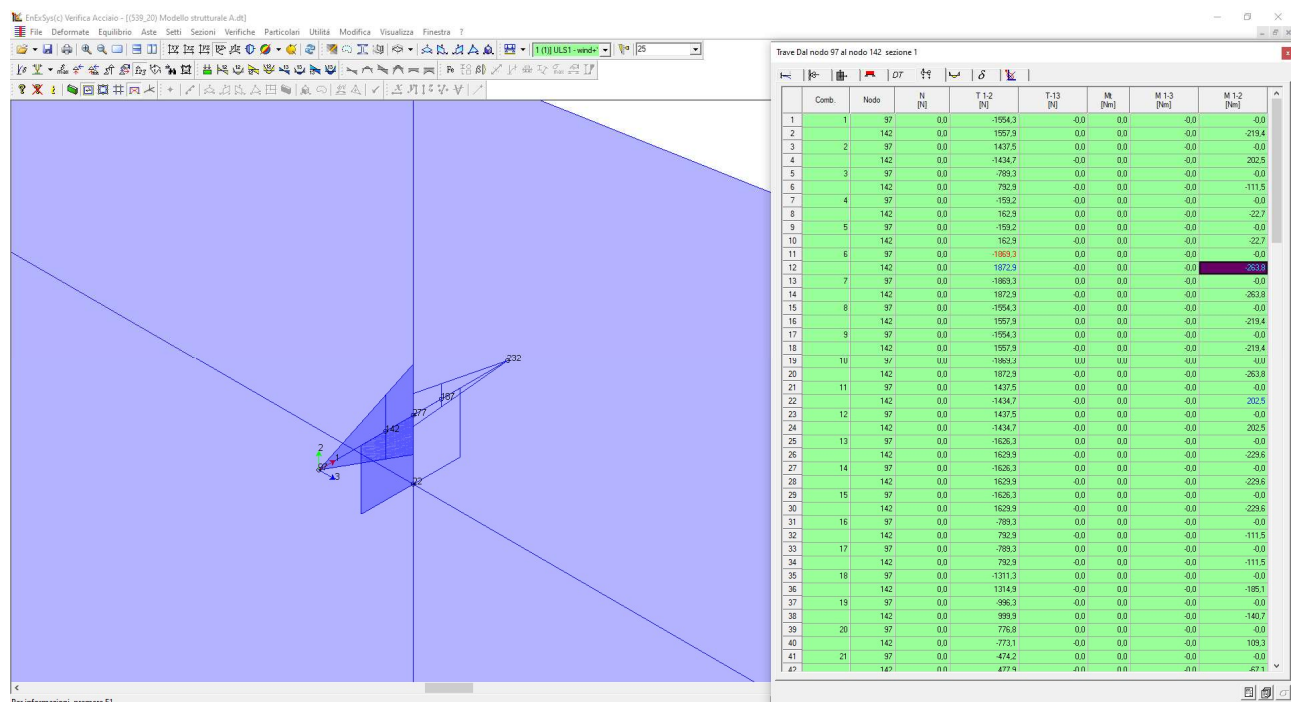 EnExSys(c) Verifica Acciaio - [(539_20) Modello strutturale A.dt]
File Deformate Equilibrio Aste Setti Sezioni Verifiche Particolari Utilità Modifica Visualizza Finestra ?
1 (1)] ULS1 - wind+
25
232
187
277
142
2
1
97
3
22
Trave Dal nodo 97 al nodo 142 sezione 1
DT δ
Comb. Nodo N [N] T 1-2 [N] T-13 [N] Mt [Nm] M 1-3 [Nm] M 1-2 [Nm]
1 1 97 0,0 -1554,3 -0,0 0,0 -0,0 -0,0
2 142 0,0 1557,9 -0,0 0,0 -0,0 -219,4
3 2 97 0,0 1437,5 -0,0 0,0 -0,0 -0,0
4 142 0,0 -1434,7 -0,0 0,0 -0,0 202,5
5 3 97 0,0 -789,3 -0,0 0,0 -0,0 -0,0
6 142 0,0 792,9 -0,0 0,0 -0,0 -111,5
7 4 97 0,0 -159,2 -0,0 0,0 -0,0 -0,0
8 142 0,0 162,9 -0,0 0,0 -0,0 -22,7
9 5 97 0,0 -159,2 -0,0 0,0 -0,0 -0,0
10 142 0,0 162,9 -0,0 0,0 -0,0 -22,7
11 6 97 0,0 -1869,3 -0,0 0,0 -0,0 -0,0
12 142 0,0 1872,9 -0,0 0,0 -0,0 -263,8
13 7 97 0,0 -1869,3 -0,0 0,0 -0,0 -0,0
14 142 0,0 1872,9 -0,0 0,0 -0,0 -263,8
15 8 97 0,0 -1554,3 -0,0 0,0 -0,0 -0,0
16 142 0,0 1557,9 -0,0 0,0 -0,0 -219,4
17 9 97 0,0 -1554,3 -0,0 0,0 -0,0 -0,0
18 142 0,0 1557,9 -0,0 0,0 -0,0 -219,4
19 10 97 0,0 -1869,3 -0,0 0,0 -0,0 -0,0
20 142 0,0 1872,9 -0,0 0,0 -0,0 -263,8
21 11 97 0,0 1437,5 -0,0 0,0 -0,0 -0,0
22 142 0,0 -1434,7 -0,0 0,0 -0,0 202,5
23 12 97 0,0 1437,5 -0,0 0,0 -0,0 -0,0
24 142 0,0 -1434,7 -0,0 0,0 -0,0 202,5
25 13 97 0,0 -1626,3 -0,0 0,0 -0,0 -0,0
26 142 0,0 1629,9 -0,0 0,0 -0,0 -229,6
27 14 97 0,0 -1626,3 -0,0 0,0 -0,0 -0,0
28 142 0,0 1629,9 -0,0 0,0 -0,0 -229,6
29 15 97 0,0 -1626,3 -0,0 0,0 -0,0 -0,0
30 142 0,0 1629,9 -0,0 0,0 -0,0 -229,6
31 16 97 0,0 -789,3 -0,0 0,0 -0,0 -0,0
32 142 0,0 792,9 -0,0 0,0 -0,0 -111,5
33 17 97 0,0 -789,3 -0,0 0,0 -0,0 -0,0
34 142 0,0 792,9 -0,0 0,0 -0,0 -111,5
35 18 97 0,0 -1311,3 -0,0 0,0 -0,0 -0,0
36 142 0,0 1314,9 -0,0 0,0 -0,0 -185,1
37 19 97 0,0 -996,3 -0,0 0,0 -0,0 -0,0
38 142 0,0 999,9 -0,0 0,0 -0,0 -140,7
39 20 97 0,0 776,8 -0,0 0,0 -0,0 -0,0
40 142 0,0 -773,1 -0,0 0,0 -0,0 109,3
41 21 97 0,0 -474,2 -0,0 0,0 -0,0 -0,0
42 142 0,0 477,9 -0,0 0,0 -0,0 -67,1
Per informazioni, premere F1